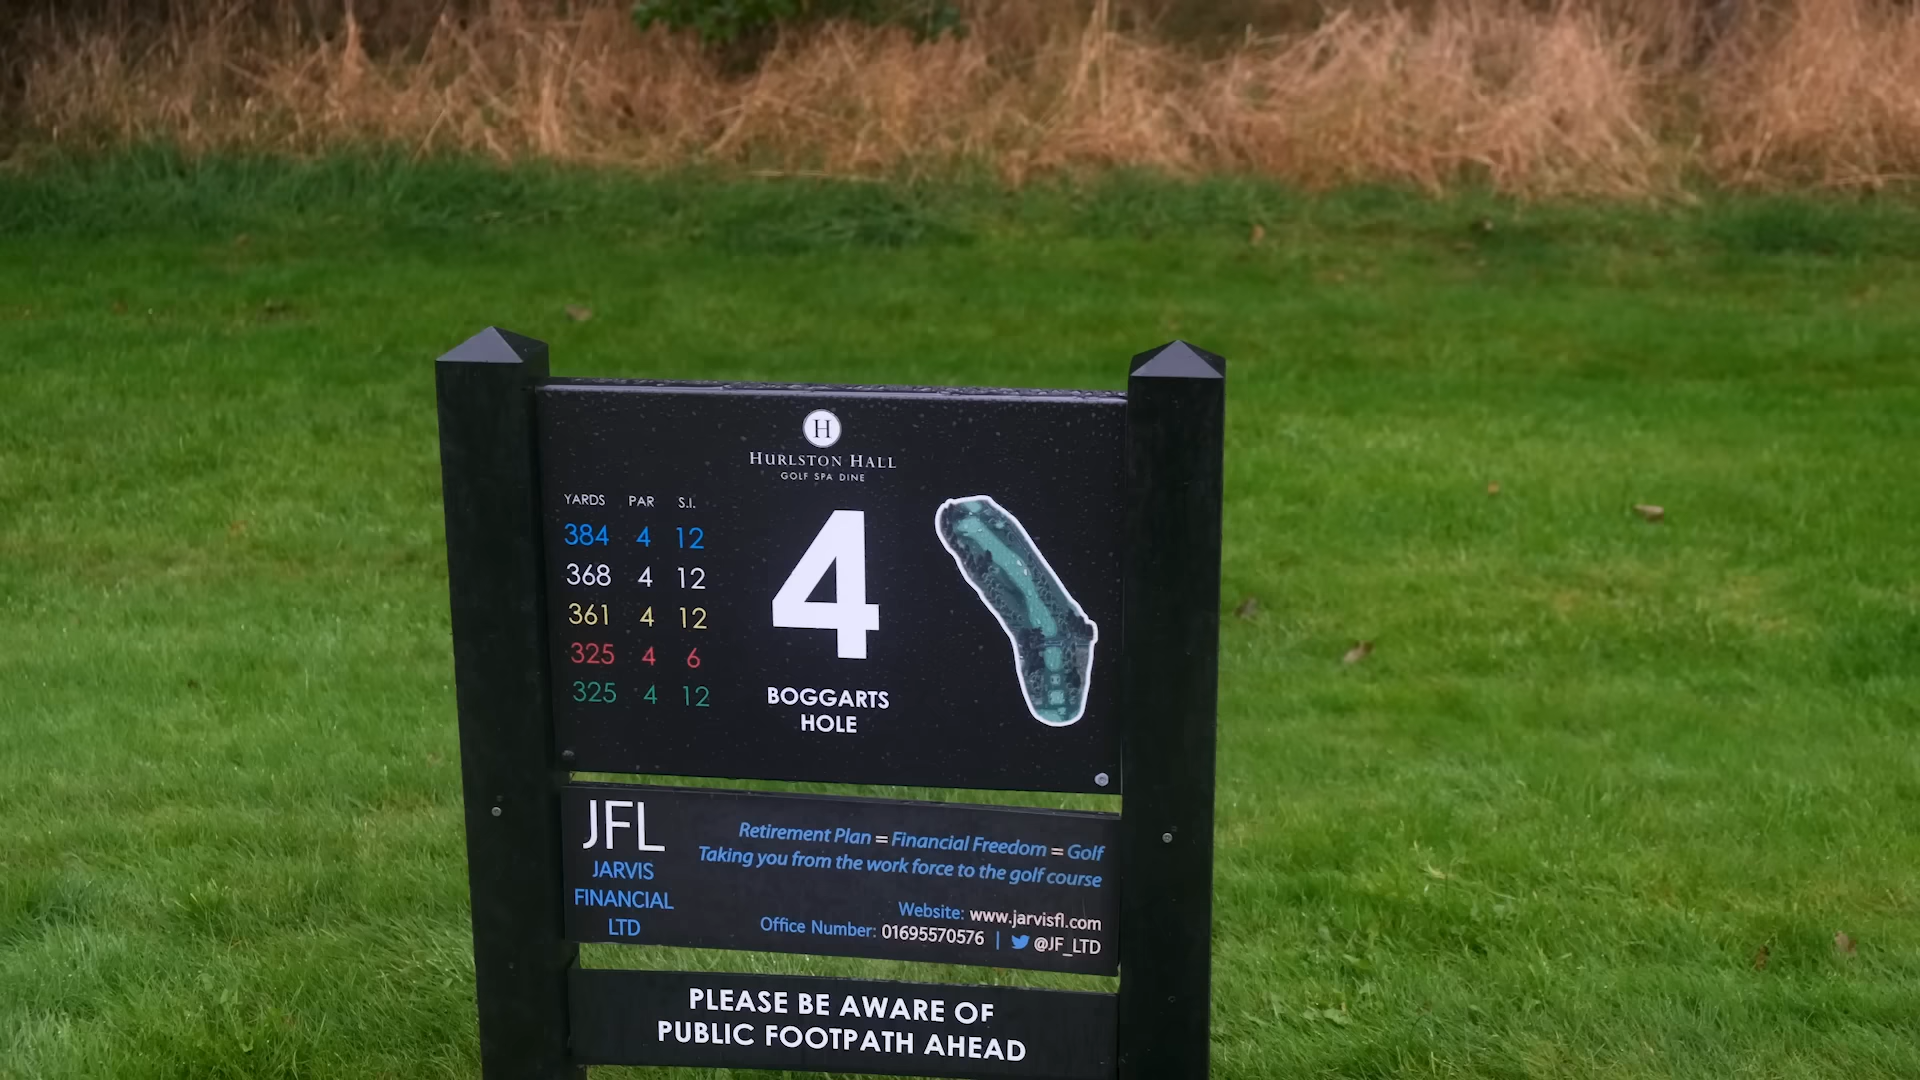 H
HURLSTON HALL
GOLF SPA DINE
YARDS PAR S.I.
384 4 12
368 4 12
361 4 12
325 4 6
325 4 12
4
BOGGARTS
HOLE
JFL
JARVIS
FINANCIAL
LTD
Retirement Plan = Financial Freedom = Golf
Taking you from the work force to the golf course
Website: www.jarvisfl.com
Office Number: 01695570576 | @JF_LTD
PLEASE BE AWARE OF
PUBLIC FOOTPATH AHEAD